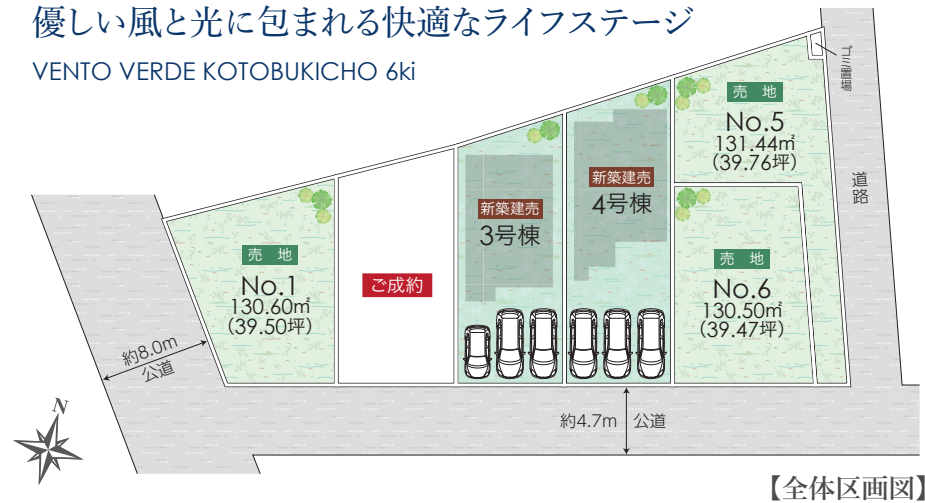 優しい風と光に包まれる快適なライフステージ
VENTO VERDE KOTOBUKICHO 6ki
ゴミ置場
売 地
No.5
131.44㎡
(39.76坪)
道路
新築建売
4号棟
新築建売
3号棟
売 地
No.1
130.60㎡
(39.50坪)
ご成約
売 地
No.6
130.50㎡
(39.47坪)
約8.0m
公道
約4.7m 公道
N
【全体区画図】